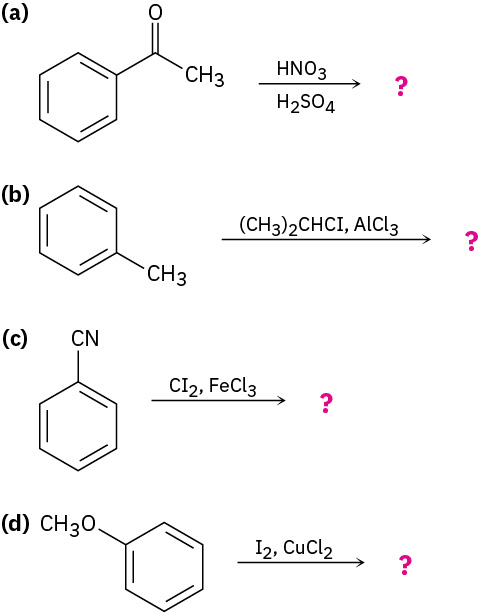 (a)
O
CH₃
HNO₃
H₂SO₄
?
(b)
(CH₃)₂CHCl, AlCl₃
?
CH₃
(c)
CN
Cl₂, FeCl₃
?
(d) CH₃O
I₂, CuCl₂
?